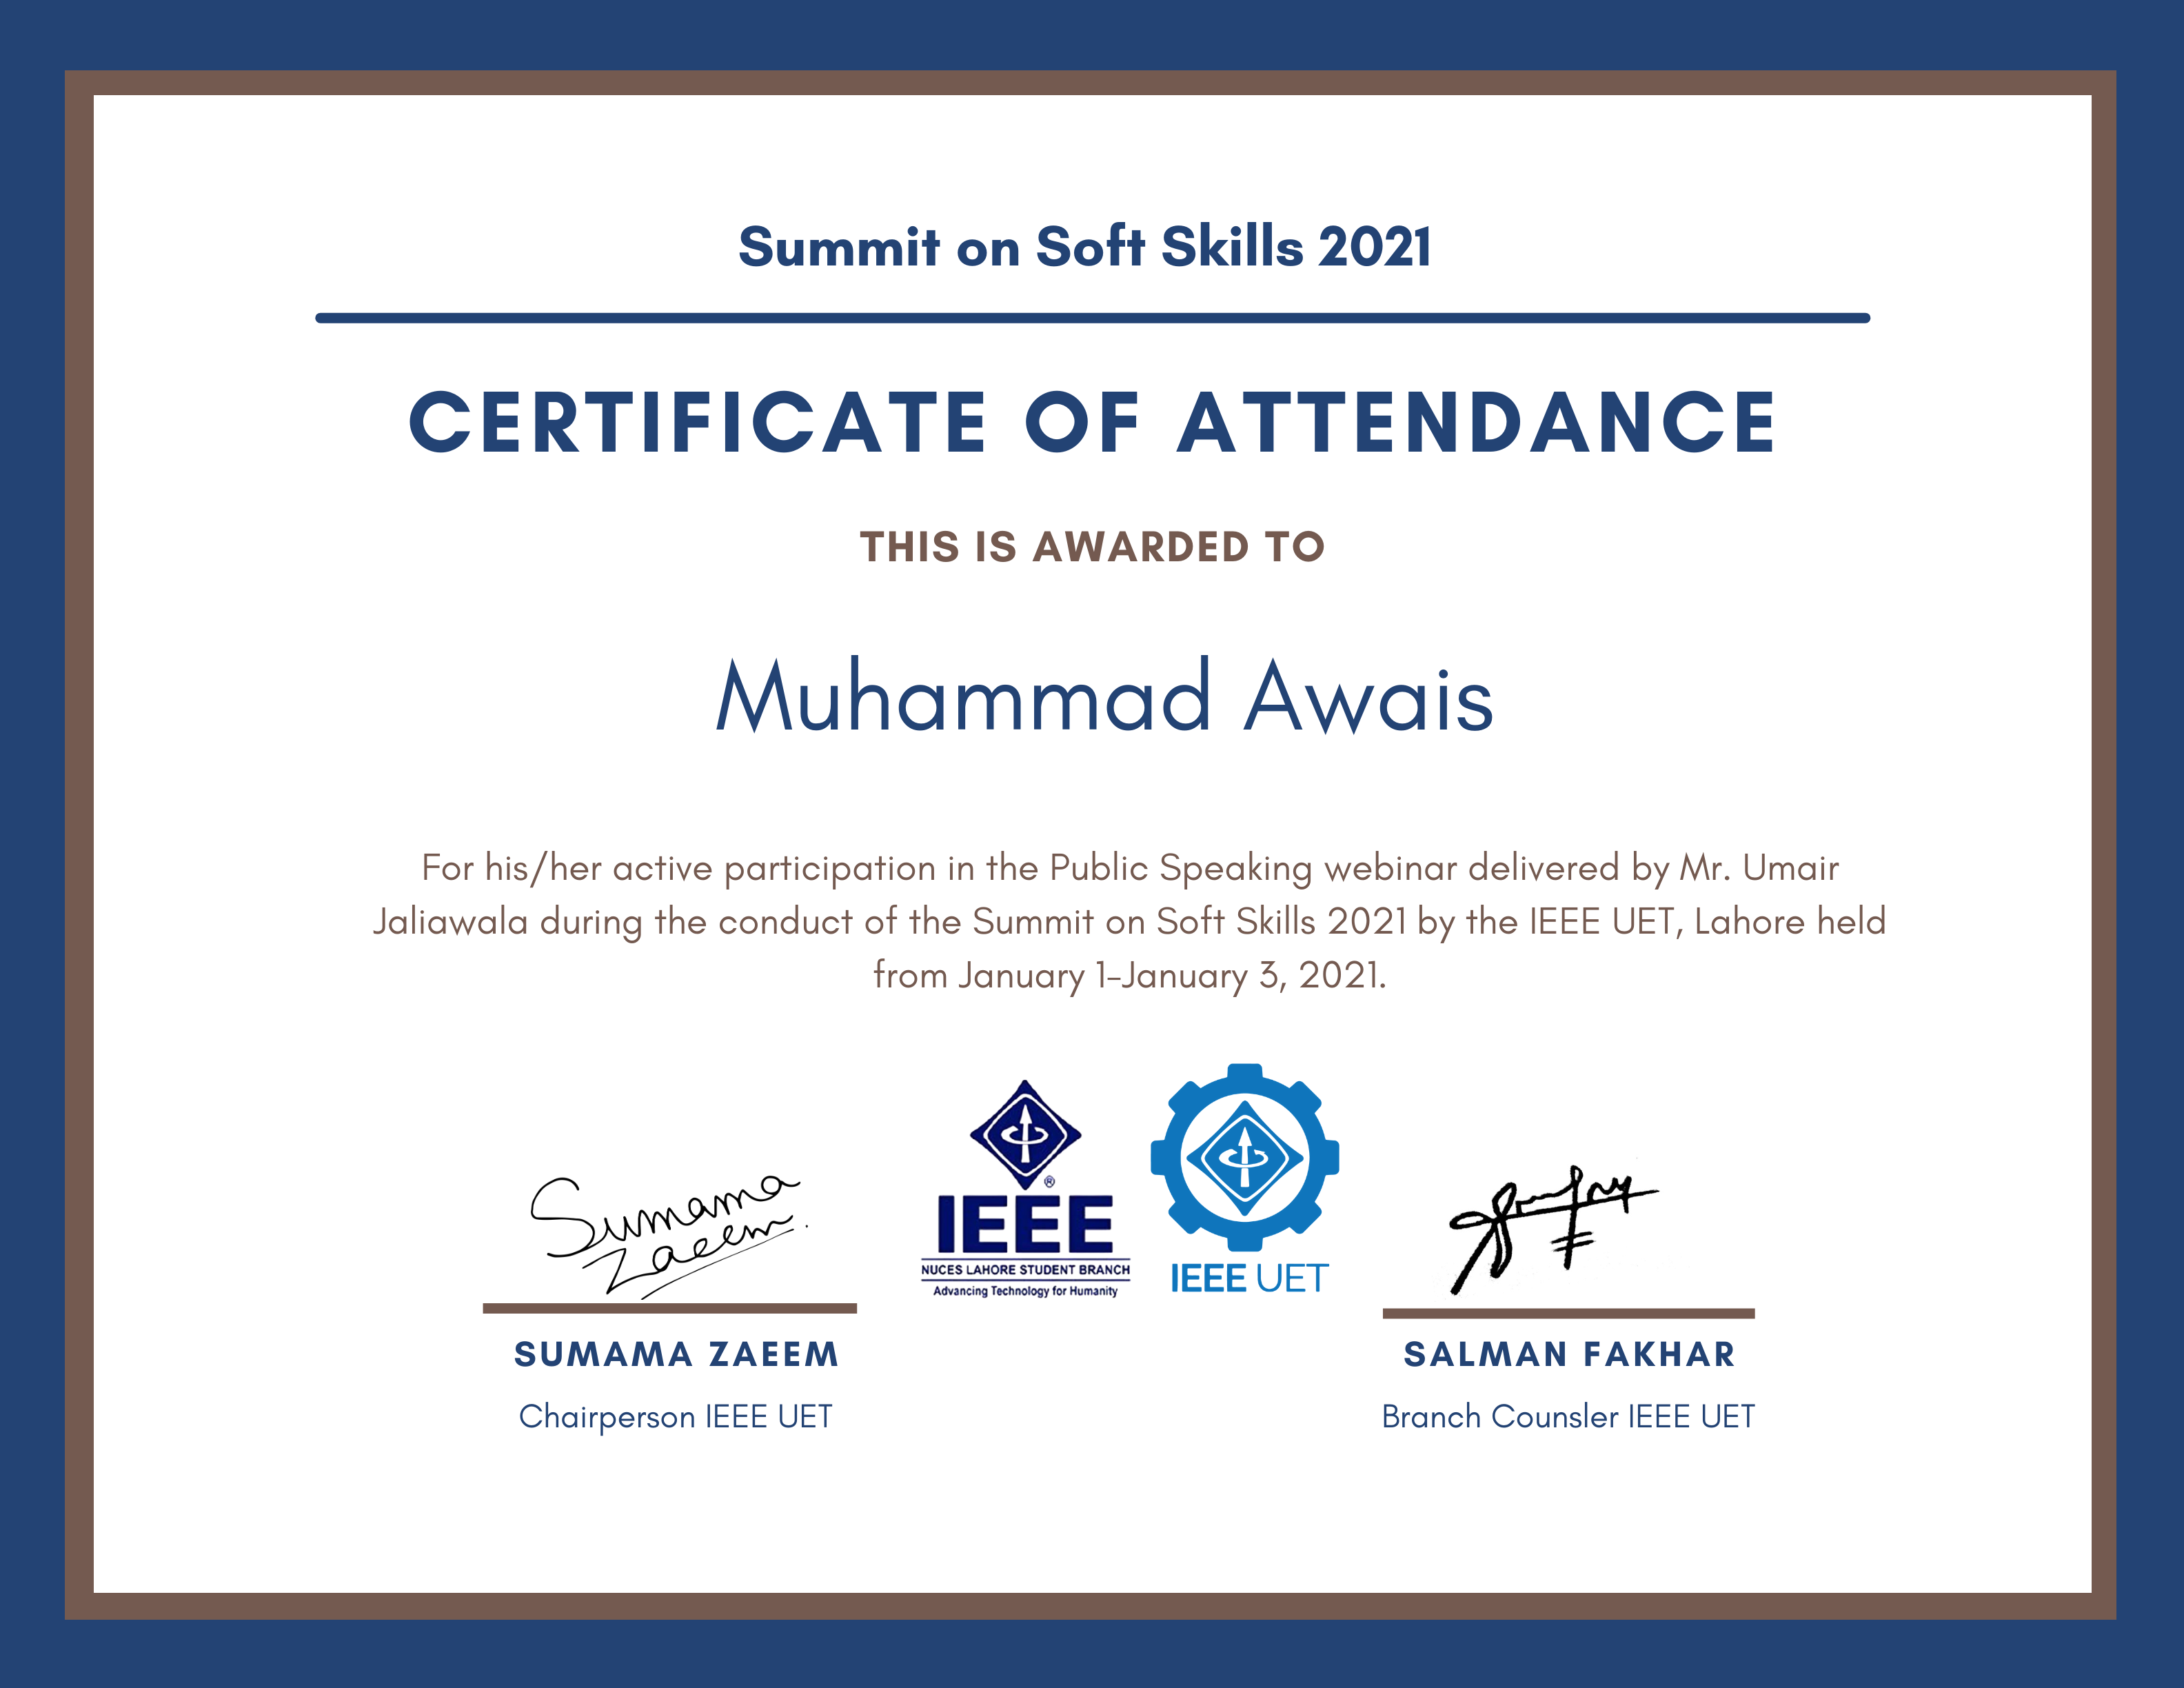 Summit on Soft Skills 2021
CERTIFICATE OF ATTENDANCE
THIS IS AWARDED TO
Muhammad Awais
For his/her active participation in the Public Speaking webinar delivered by Mr. Umair
Jaliawala during the conduct of the Summit on Soft Skills 2021 by the IEEE UET, Lahore held
from January 1-January 3, 2021.
Sumama
Zaeem
®
IEEE
NUCES LAHORE STUDENT BRANCH
Advancing Technology for Humanity
IEEE UET
SUMAMA ZAEEM
Chairperson IEEE UET
SALMAN FAKHAR
Branch Counsler IEEE UET